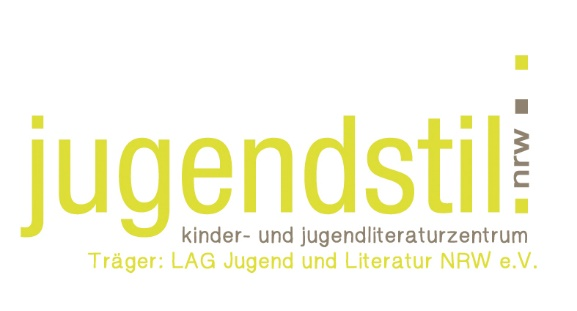 jugendstil.
nrw
kinder- und jugendliteraturzentrum
Träger: LAG Jugend und Literatur NRW e.V.